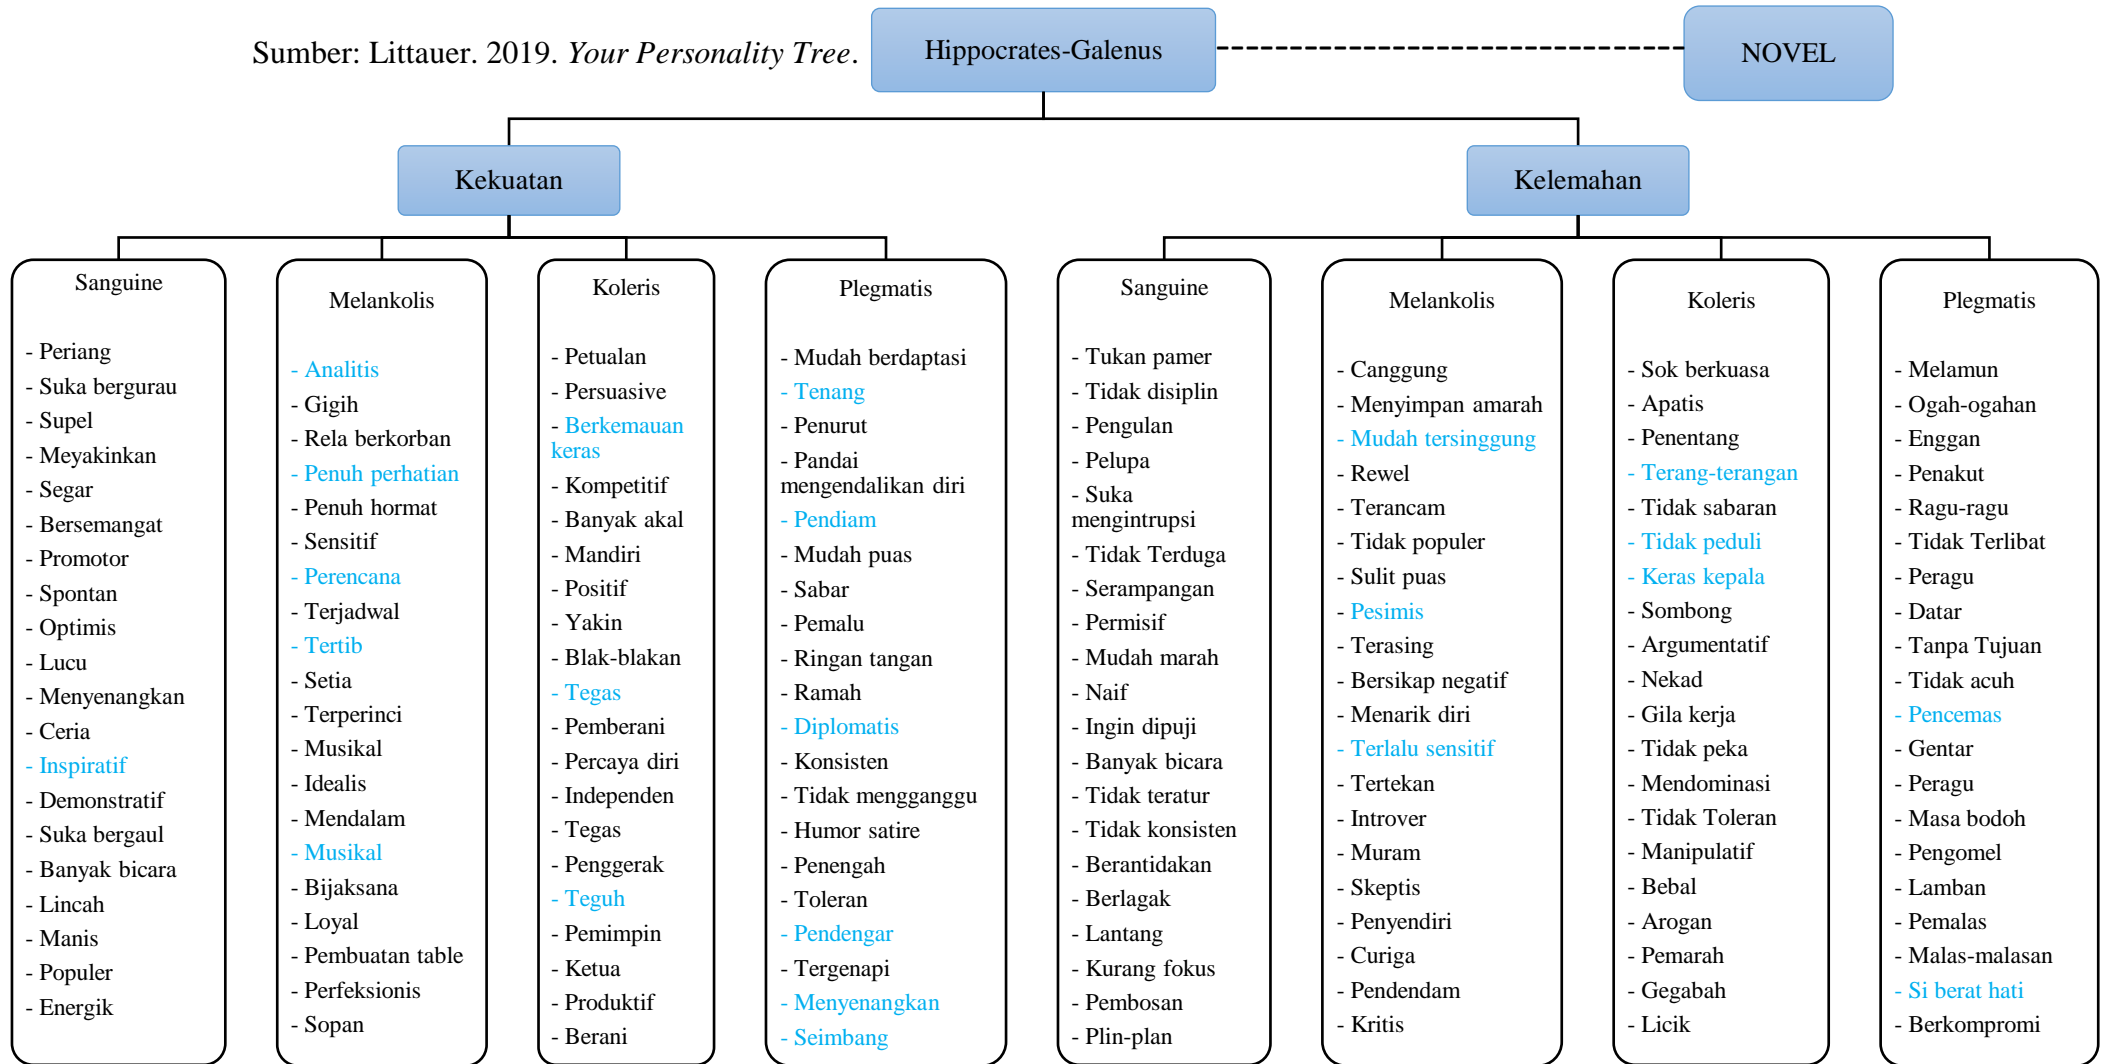 Sumber: Littauer. 2019. Your Personality Tree.
Hippocrates-Galenus
NOVEL
Kekuatan
Kelemahan
Sanguine
- Periang
- Suka bergurau
- Supel
- Meyakinkan
- Segar
- Bersemangat
- Promotor
- Spontan
- Optimis
- Lucu
- Menyenangkan
- Ceria
- Inspiratif
- Demonstratif
- Suka bergaul
- Banyak bicara
- Lincah
- Manis
- Populer
- Energik
Melankolis
- Analitis
- Gigih
- Rela berkorban
- Penuh perhatian
- Penuh hormat
- Sensitif
- Perencana
- Terjadwal
- Tertib
- Setia
- Terperinci
- Musikal
- Idealis
- Mendalam
- Musikal
- Bijaksana
- Loyal
- Pembuatan table
- Perfeksionis
- Sopan
Koleris
- Petualan
- Persuasive
- Berkemauan
keras
- Kompetitif
- Banyak akal
- Mandiri
- Positif
- Yakin
- Blak-blakan
- Tegas
- Pemberani
- Percaya diri
- Independen
- Tegas
- Penggerak
- Teguh
- Pemimpin
- Ketua
- Produktif
- Berani
Plegmatis
- Mudah berdaptasi
- Tenang
- Penurut
- Pandai
mengendalikan diri
- Pendiam
- Mudah puas
- Sabar
- Pemalu
- Ringan tangan
- Ramah
- Diplomatis
- Konsisten
- Tidak mengganggu
- Humor satire
- Penengah
- Toleran
- Pendengar
- Tergenapi
- Menyenangkan
- Seimbang
Sanguine
- Tukan pamer
- Tidak disiplin
- Pengulan
- Pelupa
- Suka
mengintrupsi
- Tidak Terduga
- Serampangan
- Permisif
- Mudah marah
- Naif
- Ingin dipuji
- Banyak bicara
- Tidak teratur
- Tidak konsisten
- Berantidakan
- Berlagak
- Lantang
- Kurang fokus
- Pembosan
- Plin-plan
Melankolis
- Canggung
- Menyimpan amarah
- Mudah tersinggung
- Rewel
- Terancam
- Tidak populer
- Sulit puas
- Pesimis
- Terasing
- Bersikap negatif
- Menarik diri
- Terlalu sensitif
- Tertekan
- Introver
- Muram
- Skeptis
- Penyendiri
- Curiga
- Pendendam
- Kritis
Koleris
- Sok berkuasa
- Apatis
- Penentang
- Terang-terangan
- Tidak sabaran
- Tidak peduli
- Keras kepala
- Sombong
- Argumentatif
- Nekad
- Gila kerja
- Tidak peka
- Mendominasi
- Tidak Toleran
- Manipulatif
- Bebal
- Arogan
- Pemarah
- Gegabah
- Licik
Plegmatis
- Melamun
- Ogah-ogahan
- Enggan
- Penakut
- Ragu-ragu
- Tidak Terlibat
- Peragu
- Datar
- Tanpa Tujuan
- Tidak acuh
- Pencemas
- Gentar
- Peragu
- Masa bodoh
- Pengomel
- Lamban
- Pemalas
- Malas-malasan
- Si berat hati
- Berkompromi